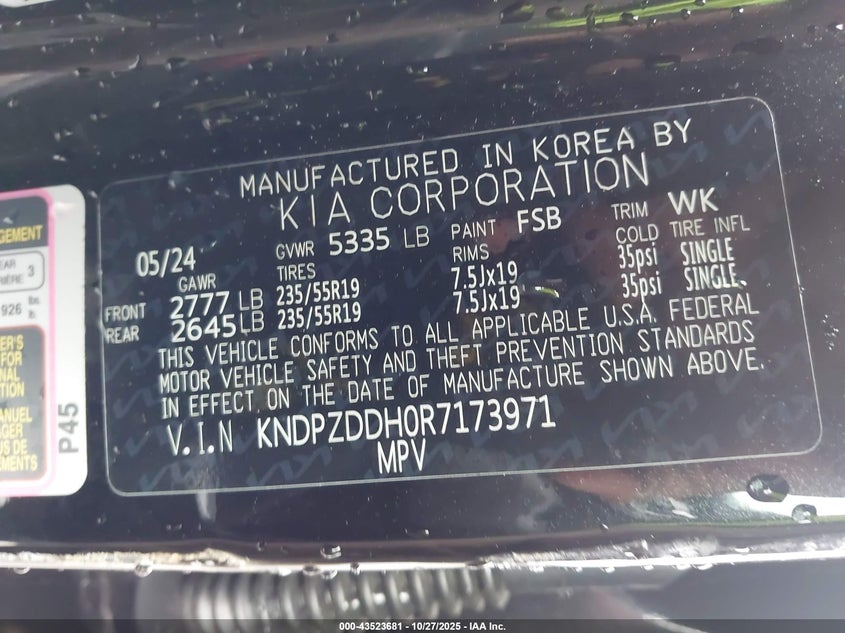 MANUFACTURED IN KOREA BY
KIA CORPORATION
05/24 GVWR 5335 LB PAINT FSB TRIM WK
GAWR TIRES RIMS COLD TIRE INFL
FRONT 2777 LB 235/55R19 7.5Jx19 35psi SINGLE
REAR 2645 LB 235/55R19 7.5Jx19 35psi SINGLE
THIS VEHICLE CONFORMS TO ALL APPLICABLE U.S.A. FEDERAL
MOTOR VEHICLE SAFETY AND THEFT PREVENTION STANDARDS
IN EFFECT ON THE DATE OF MANUFACTURE SHOWN ABOVE.
V.I.N KNDPZDDH0R7173971
MPV
P45
3
926 lbs.
000-43523681 - 10/27/2025 - IAA Inc.